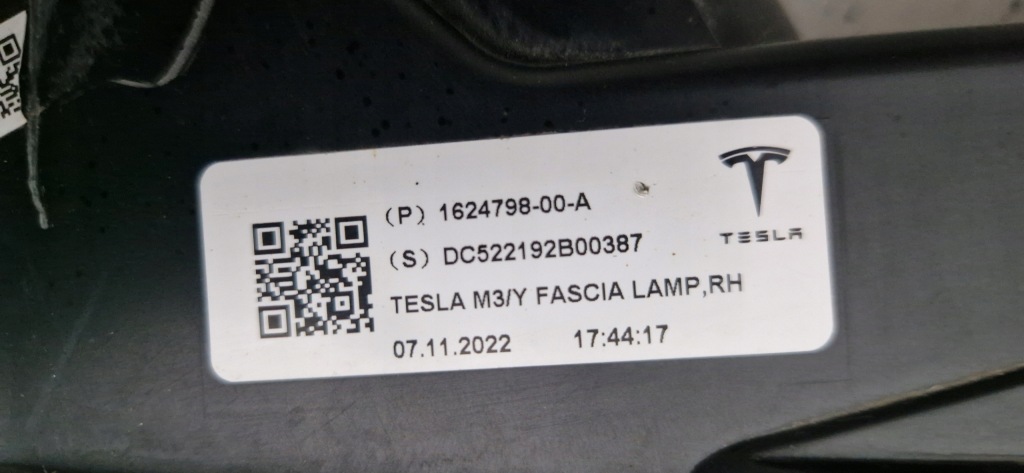 (P) 1624798-00-A
(S) DC522192B00387
TESLA M3/Y FASCIA LAMP,RH
07.11.2022 17:44:17
TESLA